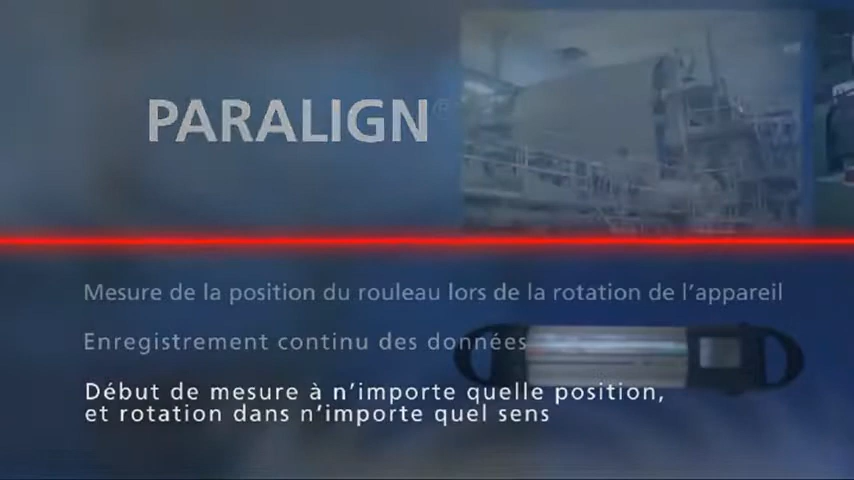 PARALIGN®
Mesure de la position du rouleau lors de la rotation de l'appareil
Enregistrement continu des données
Début de mesure à n'importe quelle position,
et rotation dans n'importe quel sens